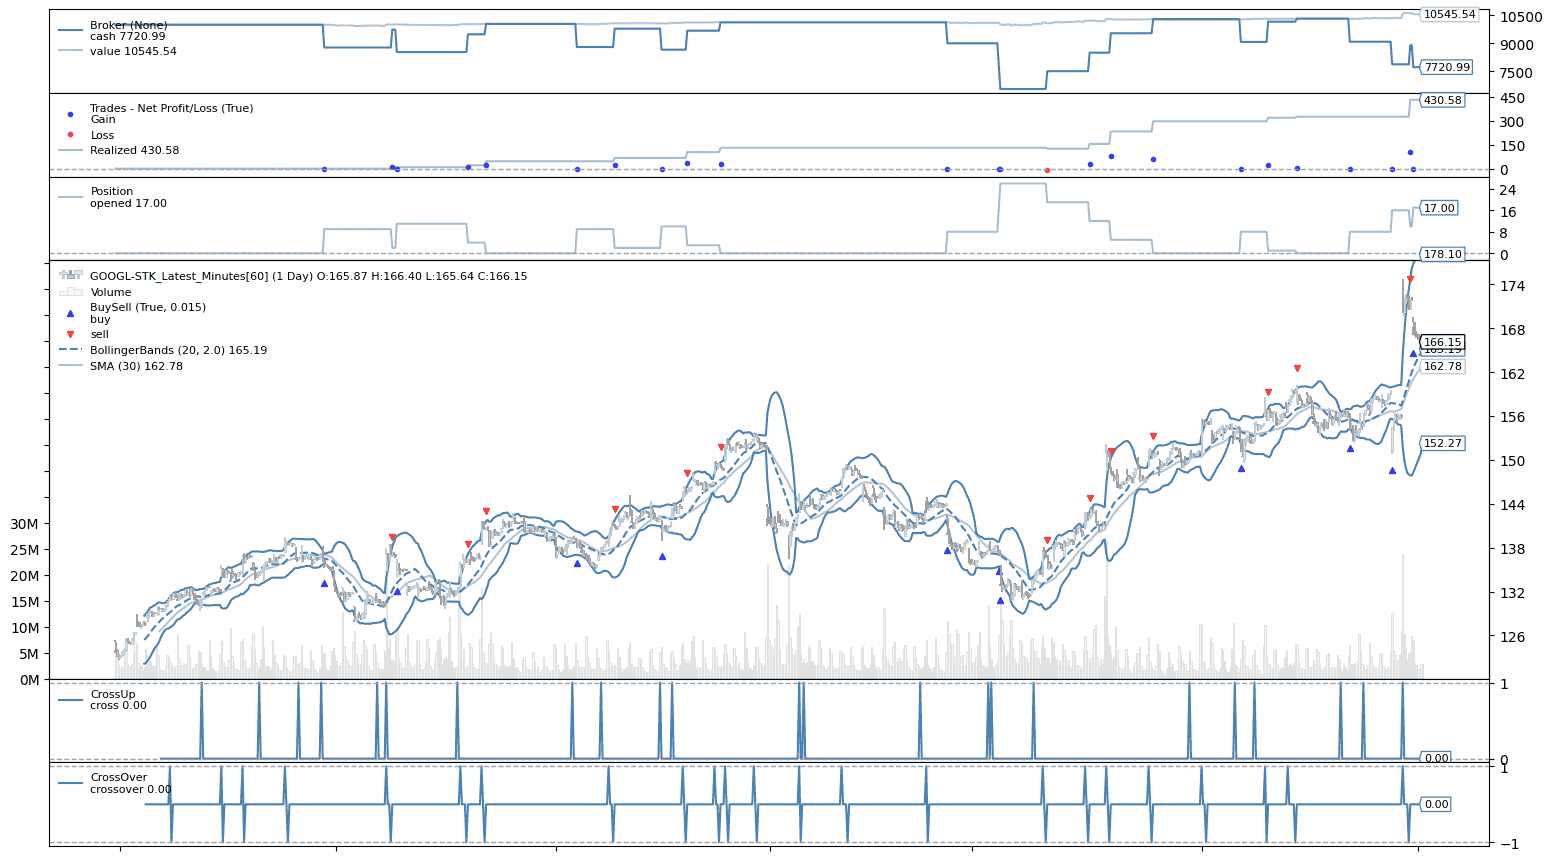 Broker (None)
cash 7720.99
value 10545.54
10500
10545.54
9000
7500
7720.99
Trades - Net Profit/Loss (True)
Gain
Loss
Realized 430.58
450
430.58
300
150
0
Position
opened 17.00
24
16
17.00
8
0
178.10
GOOGL-STK_Latest_Minutes[60] (1 Day) O:165.87 H:166.40 L:165.64 C:166.15
Volume
BuySell (True, 0.015)
buy
sell
BollingerBands (20, 2.0) 165.19
SMA (30) 162.78
174
168
166.15
165.19
162.78
162
156
152.27
150
144
138
132
126
30M
25M
20M
15M
10M
5M
0M
CrossUp
cross 0.00
1
0
0.00
CrossOver
crossover 0.00
1
0.00
−1